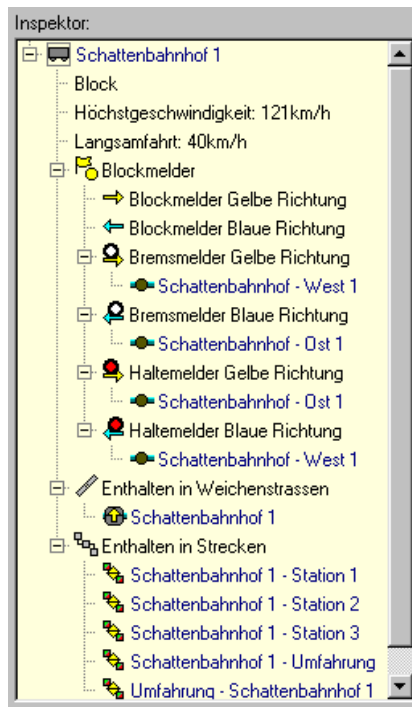 Inspektor:
Schattenbahnhof 1
Block
Höchstgeschwindigkeit: 121km/h
Langsamfahrt: 40km/h
Blockmelder
Blockmelder Gelbe Richtung
Blockmelder Blaue Richtung
Bremsmelder Gelbe Richtung
Schattenbahnhof - West 1
Bremsmelder Blaue Richtung
Schattenbahnhof - Ost 1
Haltemelder Gelbe Richtung
Schattenbahnhof - Ost 1
Haltemelder Blaue Richtung
Schattenbahnhof - West 1
Enthalten in Weichenstrassen
Schattenbahnhof 1
Enthalten in Strecken
Schattenbahnhof 1 - Station 1
Schattenbahnhof 1 - Station 2
Schattenbahnhof 1 - Station 3
Schattenbahnhof 1 - Umfahrung
Umfahrung - Schattenbahnhof 1